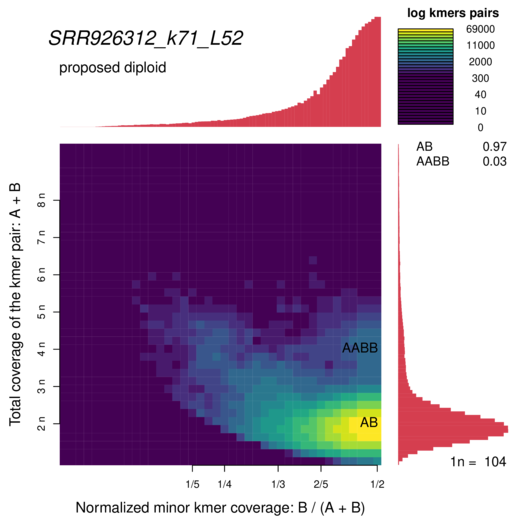 SRR926312_k71_L52
proposed diploid
log kmers pairs
69000
11000
2000
300
40
10
0
AB 0.97
AABB 0.03
Total coverage of the kmer pair: A + B
8 n
7 n
6 n
5 n
4 n
3 n
2 n
AABB
AB
1n = 104
1/5 1/4 1/3 2/5 1/2
Normalized minor kmer coverage: B / (A + B)